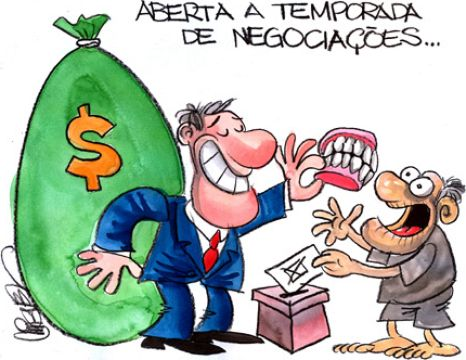 ABERTA A TEMPORADA
DE NEGOCIAÇÕES...
$